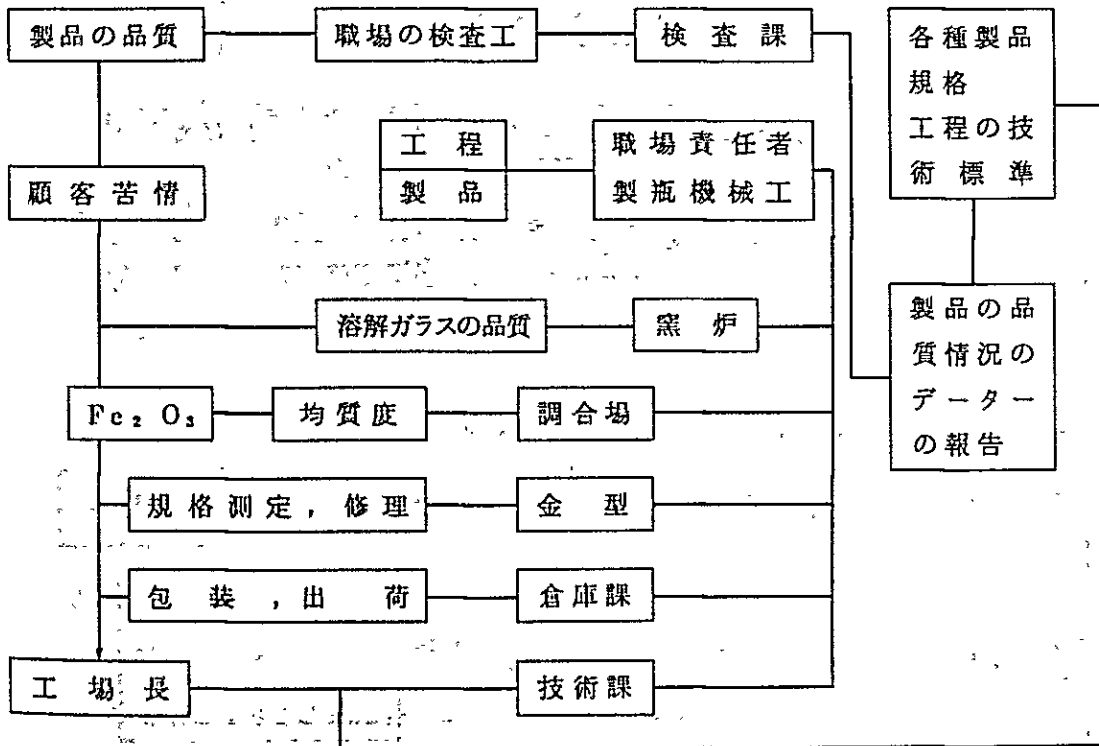 製品の品質
職場の検査工
検査課
各種製品
規格
工程の技
術標準
工程
製品
職場責任者
製瓶機械工
顧客苦情
溶解ガラスの品質
窯炉
製品の品
質情況の
データー
の報告
Fe₂O₃
均質度
調合場
規格測定，修理
金型
包装，出荷
倉庫課
工場長
技術課